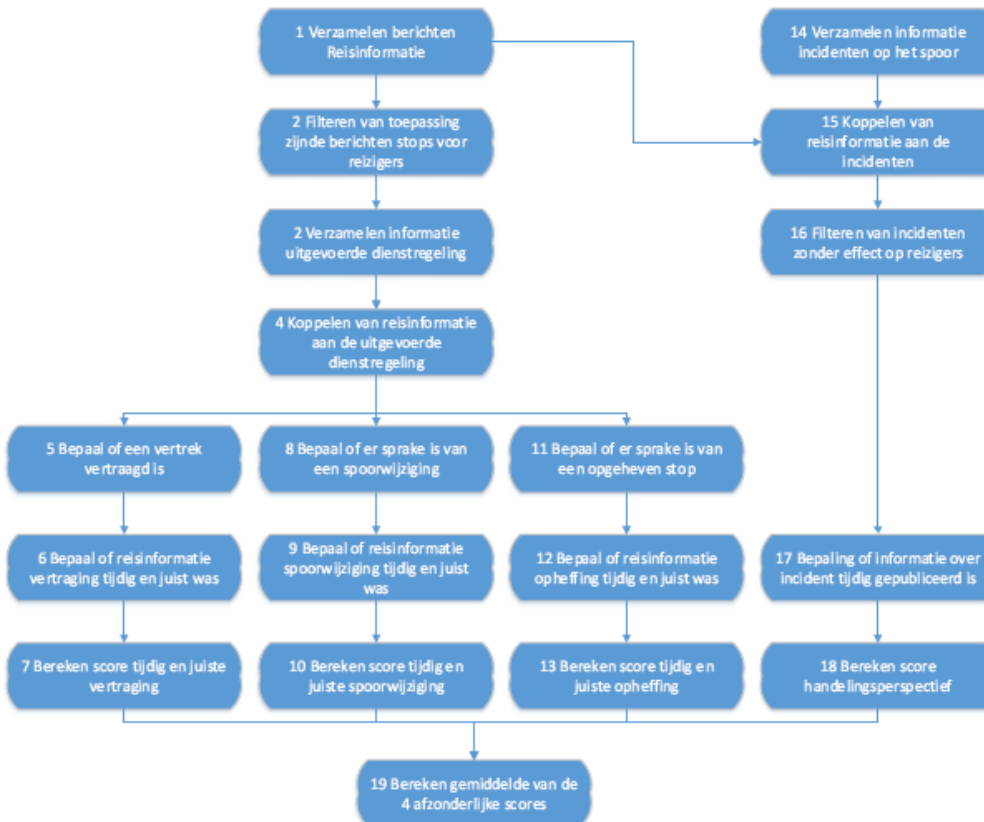 1 Verzamelen berichten
Reisinformatie
14 Verzamelen informatie
incidenten op het spoor
2 Filteren van toepassing
zijnde berichten stops voor
reizigers
15 Koppelen van
reisinformatie aan de
incidenten
2 Verzamelen informatie
uitgevoerde dienstregeling
16 Filteren van incidenten
zonder effect op reizigers
4 Koppelen van reisinformatie
aan de uitgevoerde
dienstregeling
5 Bepaal of een vertrek
vertraagd is
8 Bepaal of er sprake is van
een spoorwijziging
11 Bepaal of er sprake is van
een opgeheven stop
6 Bepaal of reisinformatie
vertraging tijdig en juist was
9 Bepaal of reisinformatie
spoorwijziging tijdig en juist
was
12 Bepaal of reisinformatie
opheffing tijdig en juist was
17 Bepaling of informatie over
incident tijdig gepubliceerd is
7 Bereken score tijdig en juiste
vertraging
10 Bereken score tijdig en
juiste spoorwijziging
13 Bereken score tijdig en
juiste opheffing
18 Bereken score
handelingsperspectief
19 Bereken gemiddelde van de
4 afzonderlijke scores